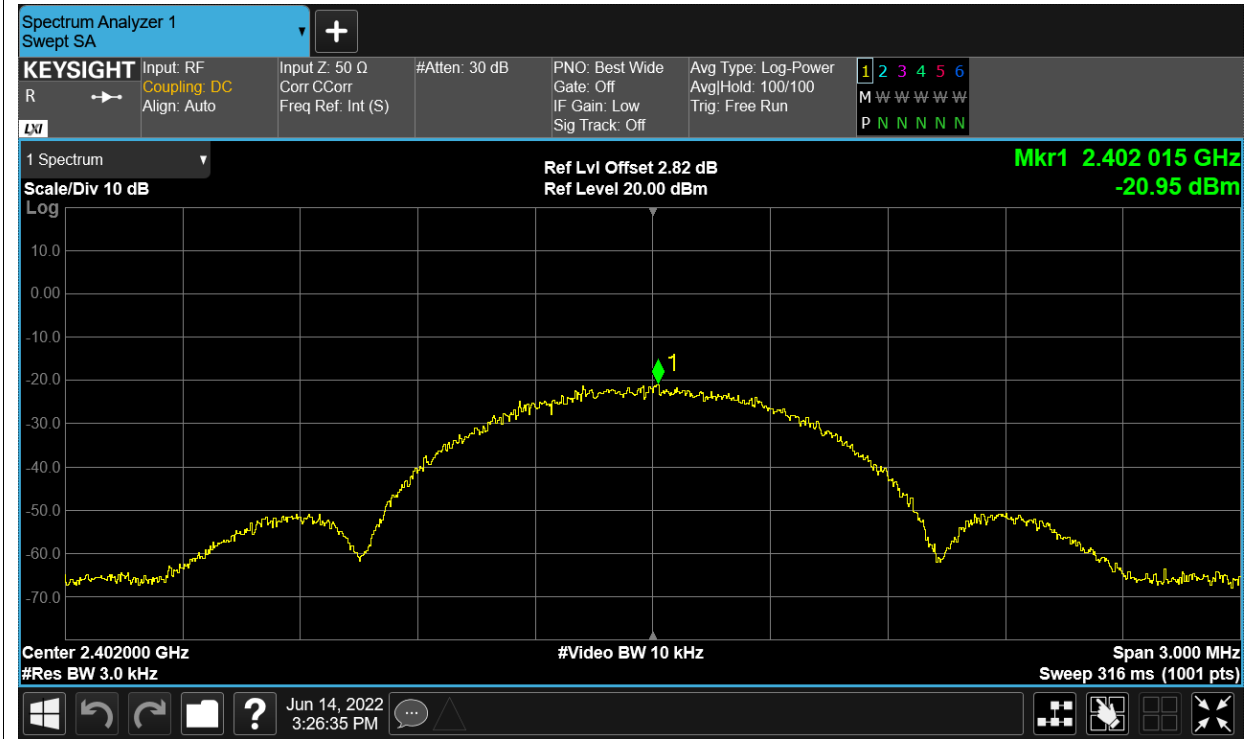 Spectrum Analyzer 1
Swept SA
KEYSIGHT
R
LXI
Input: RF
Coupling: DC
Align: Auto
Input Z: 50 Ω
Corr CCorr
Freq Ref: Int (S)
#Atten: 30 dB
PNO: Best Wide
Gate: Off
IF Gain: Low
Sig Track: Off
Avg Type: Log-Power
Avg|Hold: 100/100
Trig: Free Run
1 2 3 4 5 6
M W W W W W
P N N N N N
1 Spectrum
Scale/Div 10 dB
Log
Ref Lvl Offset 2.82 dB
Ref Level 20.00 dBm
Mkr1 2.402 015 GHz
-20.95 dBm
10.0
0.00
-10.0
-20.0
-30.0
-40.0
-50.0
-60.0
-70.0
1
Center 2.402000 GHz
#Res BW 3.0 kHz
#Video BW 10 kHz
Span 3.000 MHz
Sweep 316 ms (1001 pts)
?
Jun 14, 2022
3:26:35 PM